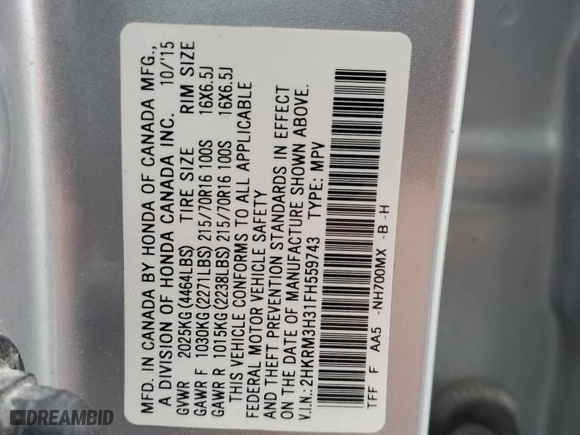 MFD. IN CANADA BY HONDA OF CANADA MFG.,
A DIVISION OF HONDA CANADA INC. 10/'15
GVWR 2025KG(4464LBS) TIRE SIZE RIM SIZE
GAWR F 1030KG(2271LBS)215/70R16 100S 16X6.5J
GAWR R 1015KG(2238LBS)215/70R16 100S 16X6.5J
THIS VEHICLE CONFORMS TO ALL APPLICABLE
FEDERAL MOTOR VEHICLE SAFETY
AND THEFT PREVENTION STANDARDS IN EFFECT
ON THE DATE OF MANUFACTURE SHOWN ABOVE.
V.I.N.:2HKRM3H31FH559743 TYPE: MPV
TFF F AA5 -NH700MX -B -H
DREAMBID